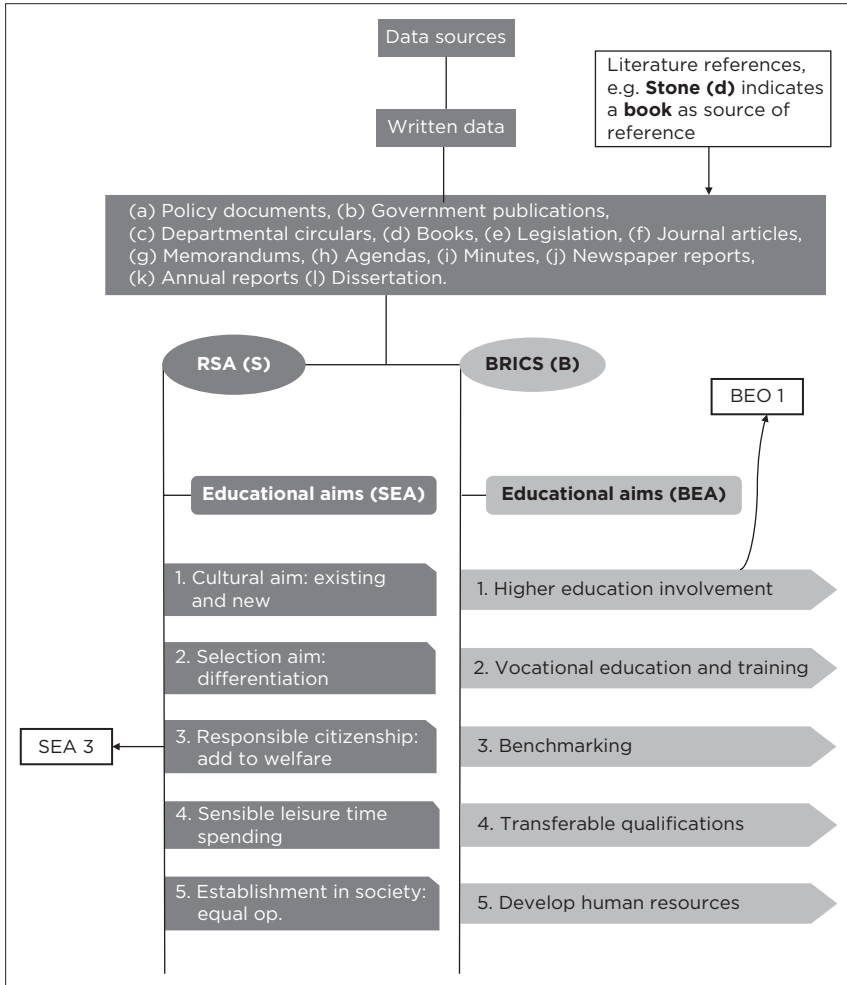 Data sources
Literature references,
e.g. Stone (d) indicates
a book as source of
reference
Written data
(a) Policy documents, (b) Government publications,
(c) Departmental circulars, (d) Books, (e) Legislation, (f) Journal articles,
(g) Memorandums, (h) Agendas, (i) Minutes, (j) Newspaper reports,
(k) Annual reports (l) Dissertation.
RSA (S)
BRICS (B)
BEO 1
Educational aims (SEA)
Educational aims (BEA)
1. Cultural aim: existing
and new
1. Higher education involvement
2. Selection aim:
differentiation
2. Vocational education and training
SEA 3
3. Responsible citizenship:
add to welfare
3. Benchmarking
4. Sensible leisure time
spending
4. Transferable qualifications
5. Establishment in society:
equal op.
5. Develop human resources